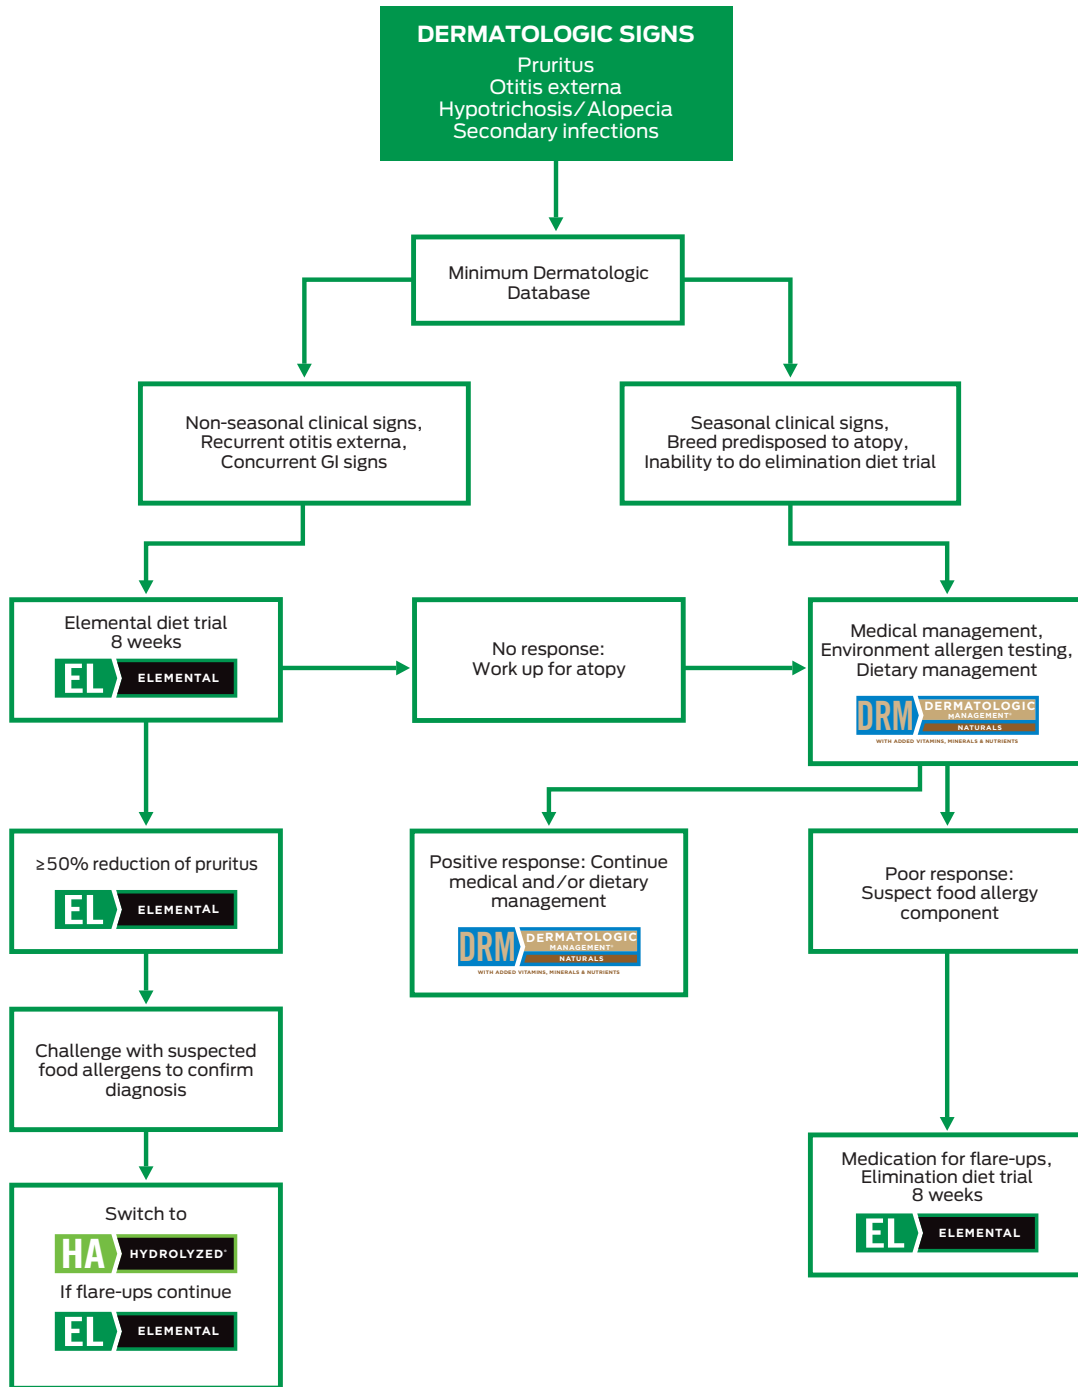 DERMATOLOGIC SIGNS
Pruritus
Otitis externa
Hypotrichosis/Alopecia
Secondary infections
Minimum Dermatologic
Database
Non-seasonal clinical signs,
Recurrent otitis externa,
Concurrent GI signs
Seasonal clinical signs,
Breed predisposed to atopy,
Inability to do elimination diet trial
Elemental diet trial
8 weeks
EL ELEMENTAL
No response:
Work up for atopy
Medical management,
Environment allergen testing,
Dietary management
DRM DERMATOLOGIC
MANAGEMENT®
NATURALS
WITH ADDED VITAMINS, MINERALS & NUTRIENTS
≥50% reduction of pruritus
EL ELEMENTAL
Positive response: Continue
medical and/or dietary
management
DRM DERMATOLOGIC
MANAGEMENT®
NATURALS
WITH ADDED VITAMINS, MINERALS & NUTRIENTS
Poor response:
Suspect food allergy
component
Challenge with suspected
food allergens to confirm
diagnosis
Medication for flare-ups,
Elimination diet trial
8 weeks
EL ELEMENTAL
Switch to
HA HYDROLYZED®
If flare-ups continue
EL ELEMENTAL